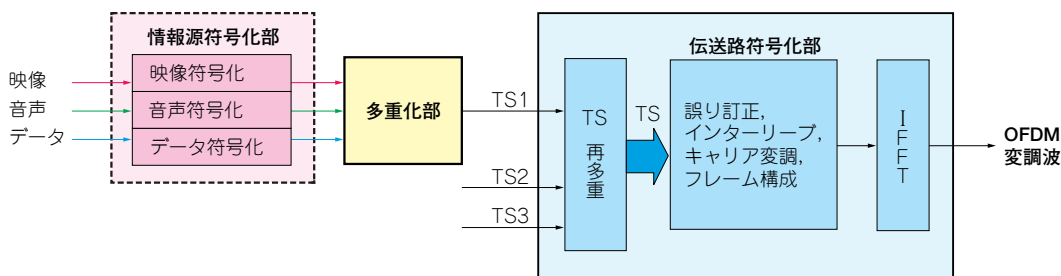 情報源符号化部
映像
音声
データ
映像符号化
音声符号化
データ符号化
多重化部
TS1
TS2
TS3
伝送路符号化部
TS
再多重
TS
誤り訂正,
インターリーブ,
キャリア変調,
フレーム構成
IFFT
OFDM
変調波